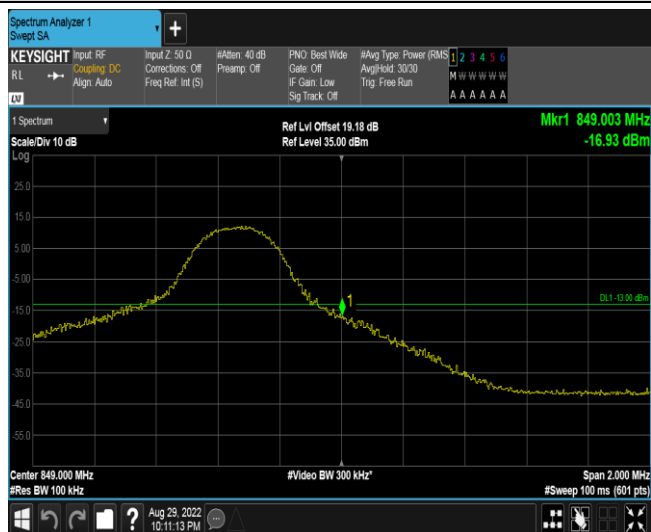 Spectrum Analyzer 1
Swept SA
KEYSIGHT
RL
LXI
Input: RF
Coupling: DC
Align: Auto
Input Z: 50 Ω
Corrections: Off
Freq Ref: Int (S)
#Atten: 40 dB
Preamp: Off
PNO: Best Wide
Gate: Off
IF Gain: Low
Sig Track: Off
#Avg Type: Power (RMS
Avg|Hold: 30/30
Trig: Free Run
1 2 3 4 5 6
M W W W W W
A A A A A A
1 Spectrum
Scale/Div 10 dB
Ref Lvl Offset 19.18 dB
Ref Level 35.00 dBm
Mkr1 849.003 MHz
-16.93 dBm
Log
25.0
15.0
5.00
-5.00
-15.0
-25.0
-35.0
-45.0
-55.0
1
DL1 -13.00 dBm
Center 849.000 MHz
#Res BW 100 kHz
#Video BW 300 kHz*
Span 2.000 MHz
#Sweep 100 ms (601 pts)
?
Aug 29, 2022
10:11:13 PM